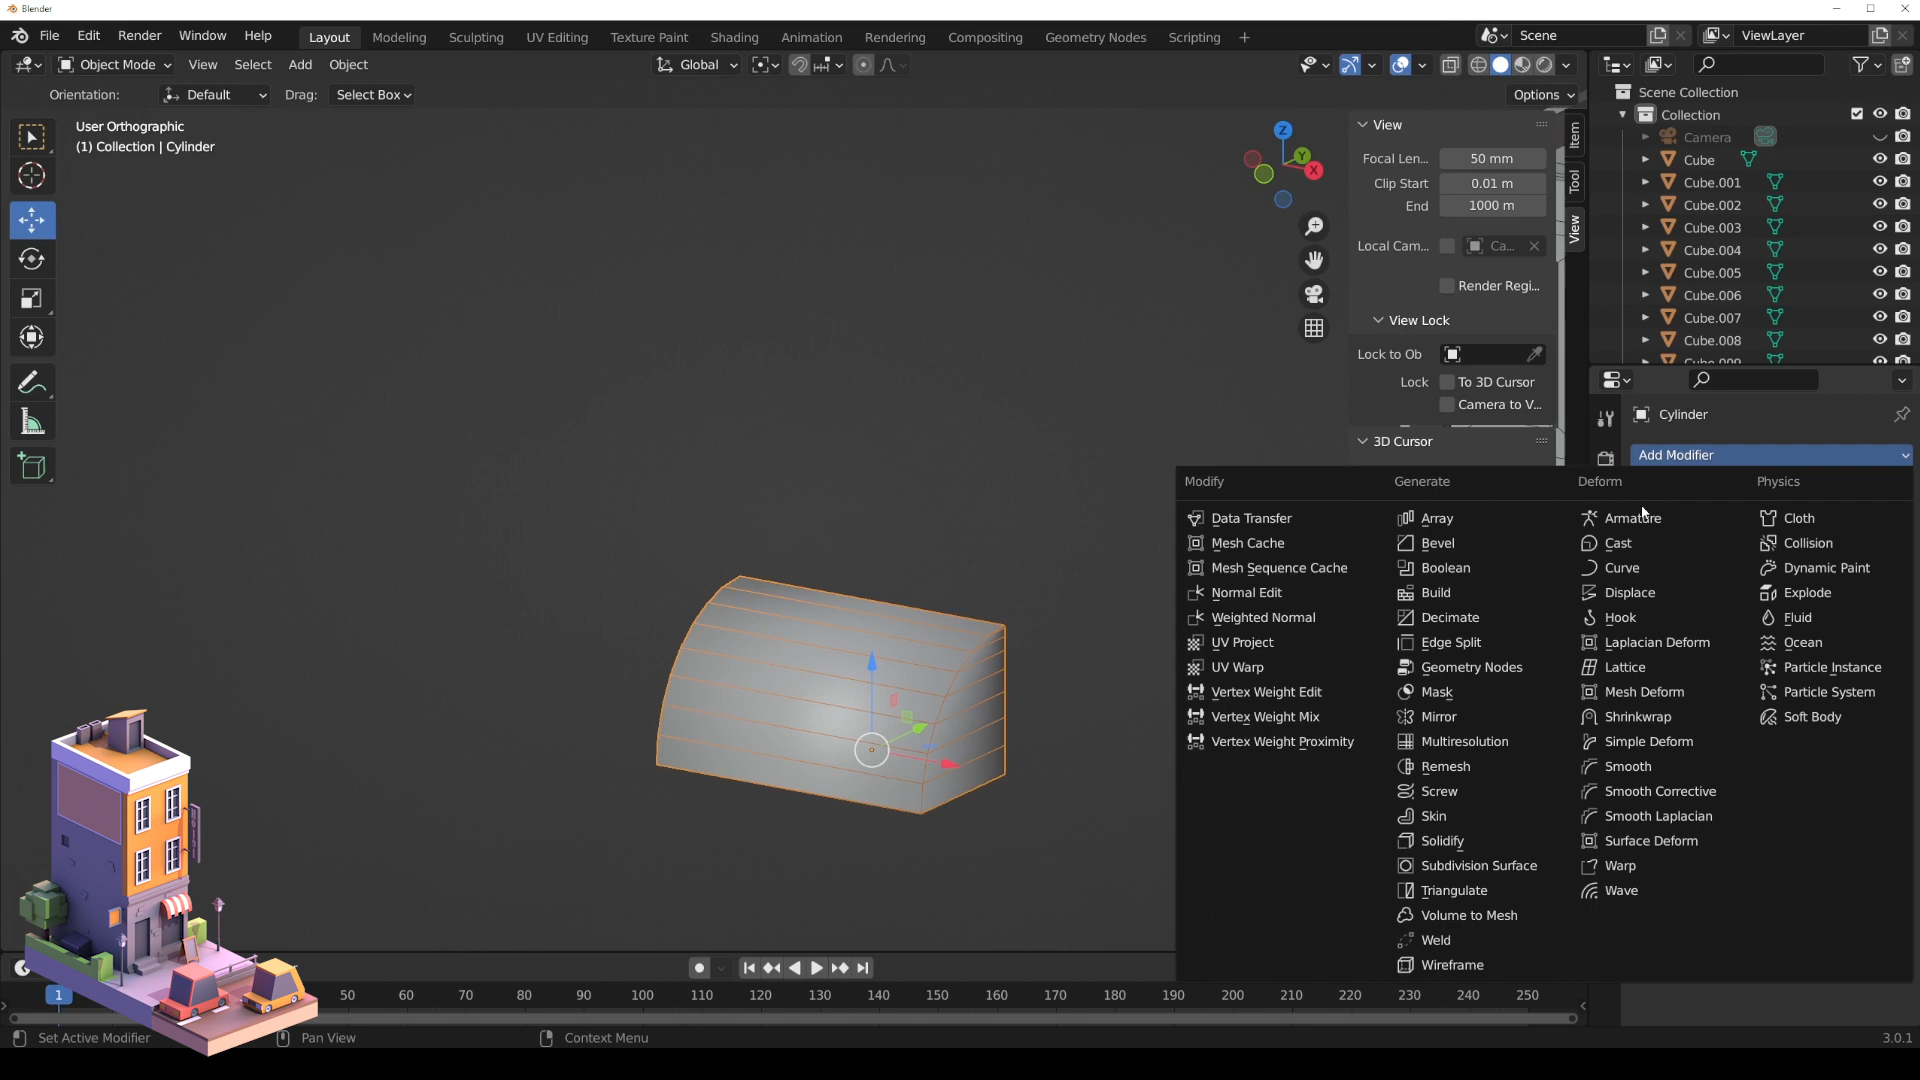 Blender
File Edit Render Window Help
Layout Modeling Sculpting UV Editing Texture Paint Shading Animation Rendering Compositing Geometry Nodes Scripting +
Scene
ViewLayer
Object Mode View Select Add Object
Global
Orientation: Default Drag: Select Box
Options
User Orthographic
(1) Collection | Cylinder
Z
Y
X
View
Focal Len... 50 mm
Clip Start 0.01 m
End 1000 m
Local Cam... Ca...
Render Regi...
View Lock
Lock to Ob
Lock To 3D Cursor
Camera to V...
3D Cursor
Item
Tool
View
Scene Collection
Collection
Camera
Cube
Cube.001
Cube.002
Cube.003
Cube.004
Cube.005
Cube.006
Cube.007
Cube.008
Cube.009
Cylinder
Add Modifier
Modify
Data Transfer
Mesh Cache
Mesh Sequence Cache
Normal Edit
Weighted Normal
UV Project
UV Warp
Vertex Weight Edit
Vertex Weight Mix
Vertex Weight Proximity
Generate
Array
Bevel
Boolean
Build
Decimate
Edge Split
Geometry Nodes
Mask
Mirror
Multiresolution
Remesh
Screw
Skin
Solidify
Subdivision Surface
Triangulate
Volume to Mesh
Weld
Wireframe
Deform
Armature
Cast
Curve
Displace
Hook
Laplacian Deform
Lattice
Mesh Deform
Shrinkwrap
Simple Deform
Smooth
Smooth Corrective
Smooth Laplacian
Surface Deform
Warp
Wave
Physics
Cloth
Collision
Dynamic Paint
Explode
Fluid
Ocean
Particle Instance
Particle System
Soft Body
1 50 60 70 80 90 100 110 120 130 140 150 160 170 180 190 200 210 220 230 240 250
Set Active Modifier Pan View Context Menu 3.0.1